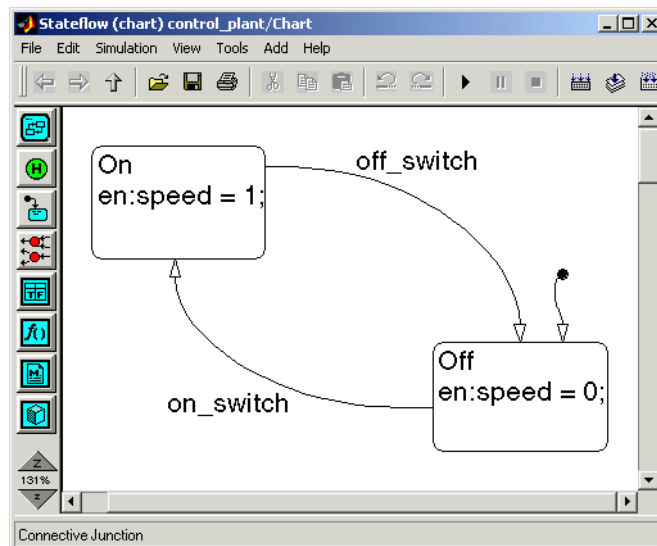 Stateflow (chart) control_plant/Chart
File Edit Simulation View Tools Add Help
On
en:speed = 1;
off_switch
Off
en:speed = 0;
on_switch
H
TF
f()
M
Z
131%
z
Connective Junction